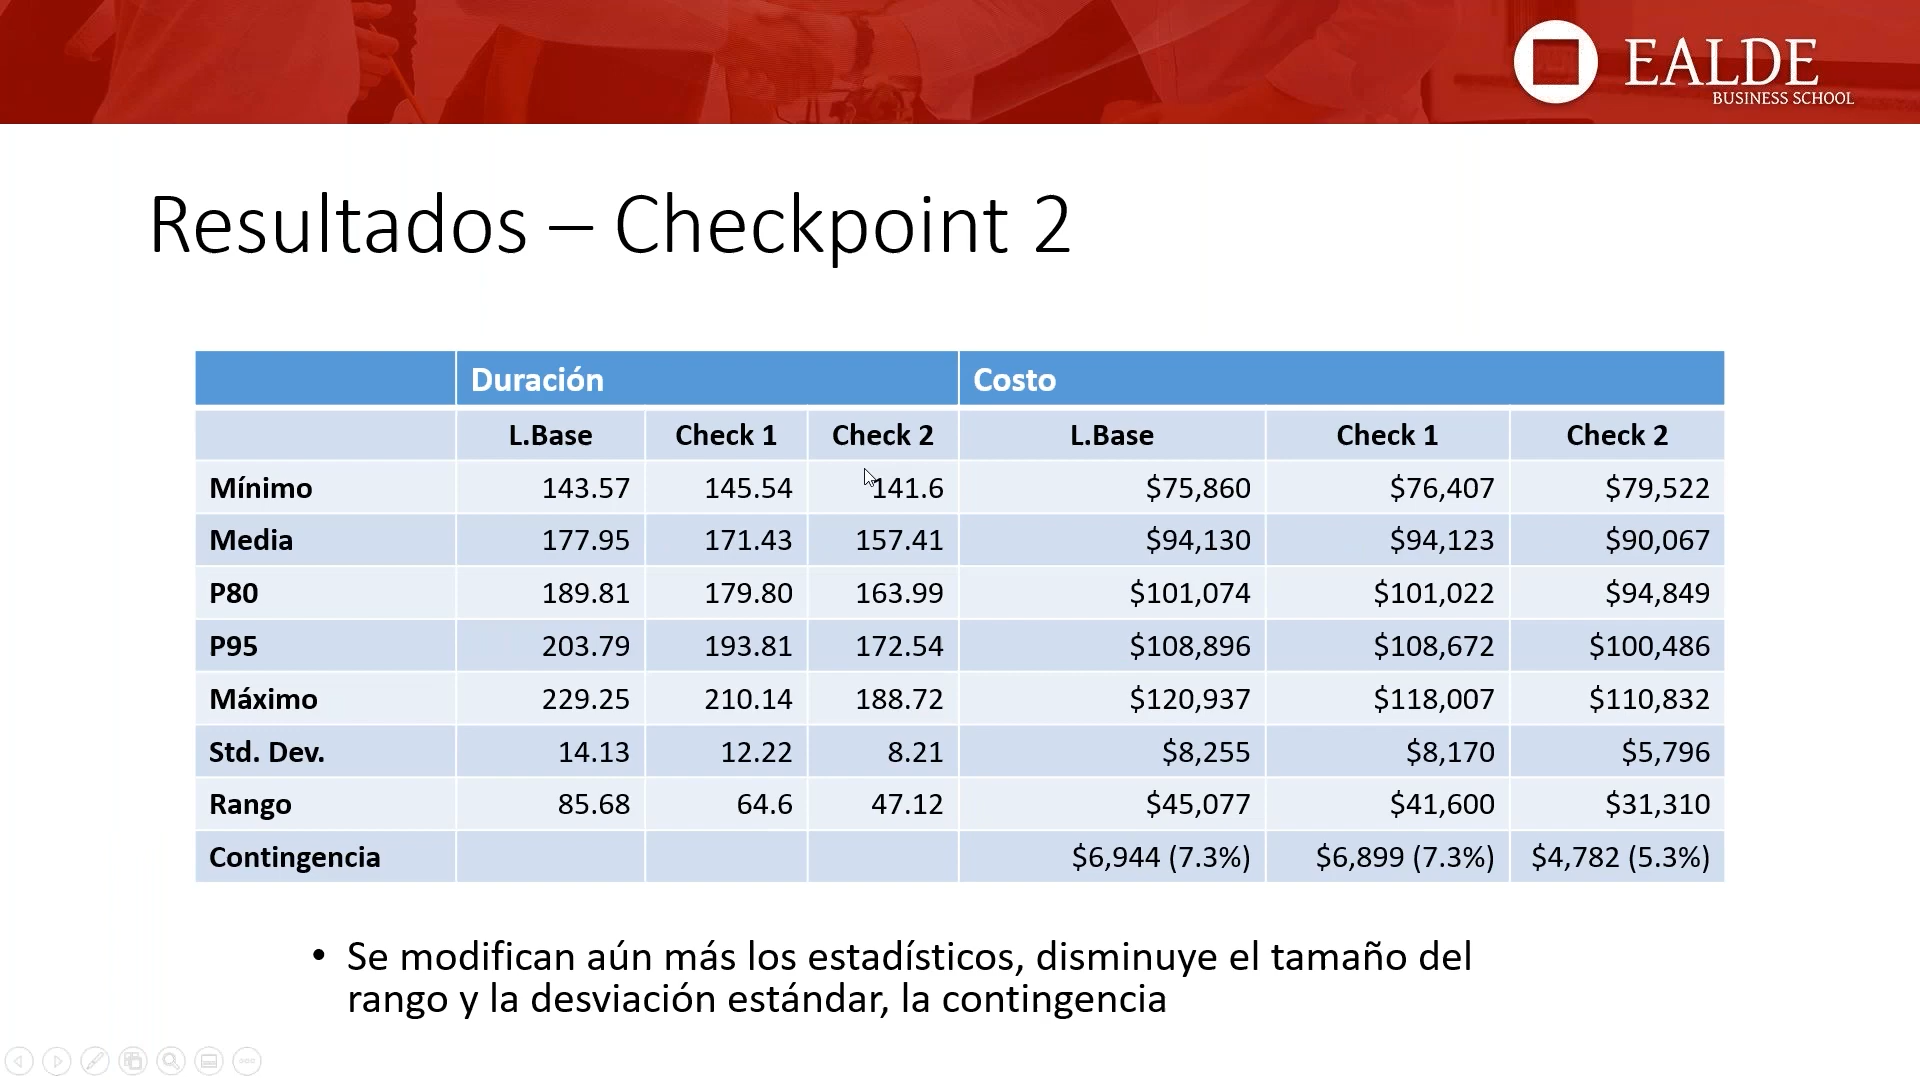 EALDE
BUSINESS SCHOOL
Resultados – Checkpoint 2
Duración Costo
L.Base Check 1 Check 2 L.Base Check 1 Check 2
Mínimo 143.57 145.54 141.6 $75,860 $76,407 $79,522
Media 177.95 171.43 157.41 $94,130 $94,123 $90,067
P80 189.81 179.80 163.99 $101,074 $101,022 $94,849
P95 203.79 193.81 172.54 $108,896 $108,672 $100,486
Máximo 229.25 210.14 188.72 $120,937 $118,007 $110,832
Std. Dev. 14.13 12.22 8.21 $8,255 $8,170 $5,796
Rango 85.68 64.6 47.12 $45,077 $41,600 $31,310
Contingencia $6,944 (7.3%) $6,899 (7.3%) $4,782 (5.3%)
• Se modifican aún más los estadísticos, disminuye el tamaño del
rango y la desviación estándar, la contingencia